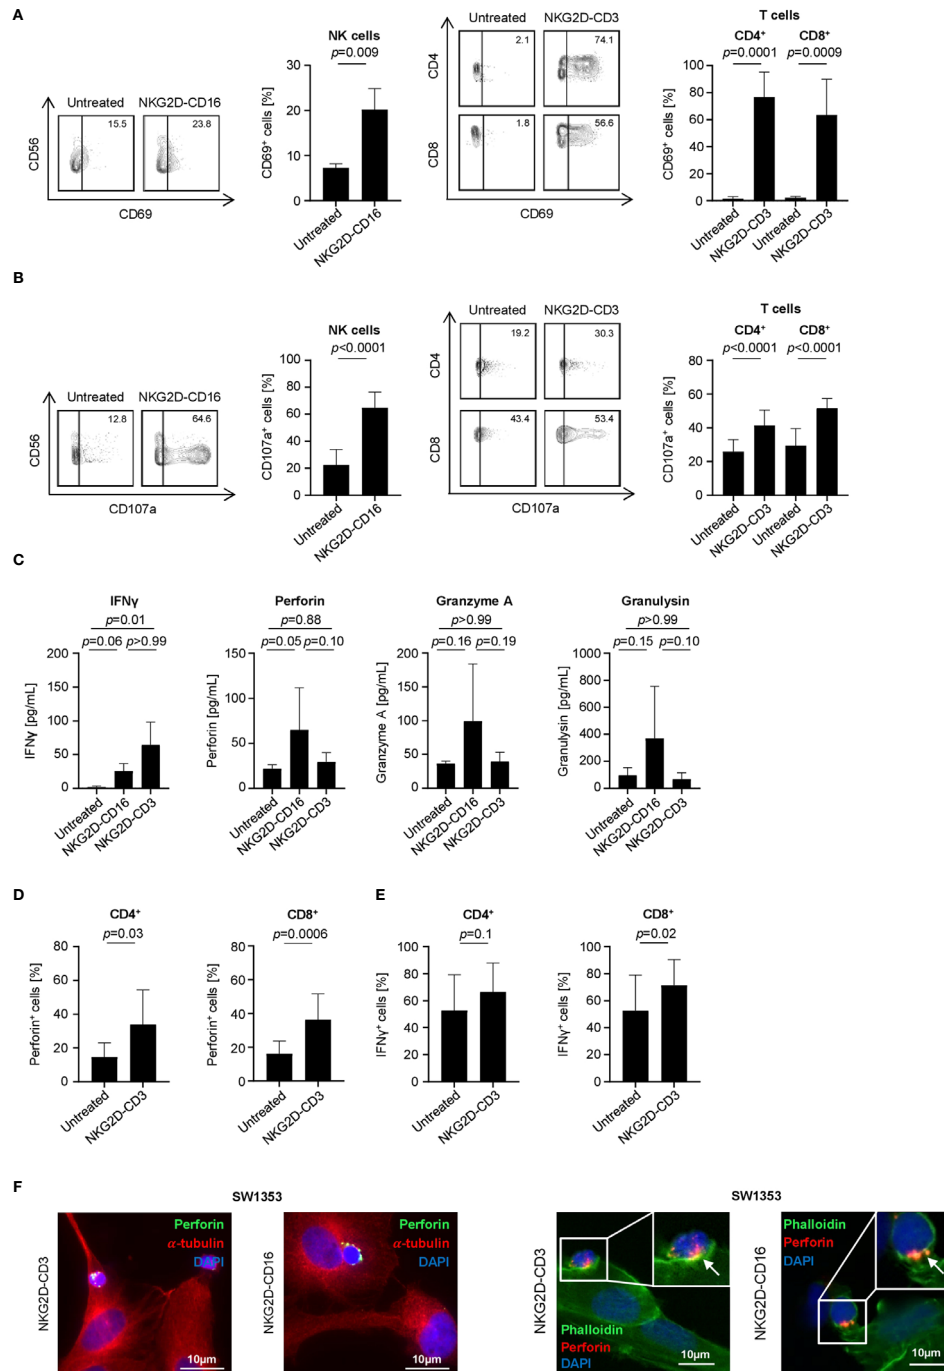 A
NK cells
p=0.009
Untreated
NKG2D-CD16
15.5
23.8
CD56
CD69
CD69⁺ cells [%]
30
20
10
0
Untreated
NKG2D-CD16
Untreated
NKG2D-CD3
2.1
74.1
CD4
1.8
56.6
CD8
CD69
T cells
CD4⁺
CD8⁺
p=0.0001
p=0.0009
CD69⁺ cells [%]
100
80
60
40
20
0
Untreated
NKG2D-CD3
Untreated
NKG2D-CD3
B
NK cells
p<0.0001
Untreated
NKG2D-CD16
12.8
64.6
CD56
CD107a
CD107a⁺ cells [%]
100
80
60
40
20
0
Untreated
NKG2D-CD16
Untreated
NKG2D-CD3
19.2
30.3
CD4
43.4
53.4
CD8
CD107a
T cells
CD4⁺
CD8⁺
p<0.0001
p<0.0001
CD107a⁺ cells [%]
80
60
40
20
0
Untreated
NKG2D-CD3
Untreated
NKG2D-CD3
C
IFNγ
p=0.01
p=0.06
p>0.99
IFNγ [pg/mL]
200
150
100
50
0
Untreated
NKG2D-CD16
NKG2D-CD3
Perforin
p=0.88
p=0.05
p=0.10
Perforin [pg/mL]
150
100
50
0
Untreated
NKG2D-CD16
NKG2D-CD3
Granzyme A
p>0.99
p=0.16
p=0.19
Granzyme A [pg/mL]
200
150
100
50
0
Untreated
NKG2D-CD16
NKG2D-CD3
Granulysin
p>0.99
p=0.15
p=0.10
Granulysin [pg/mL]
1000
800
600
400
200
0
Untreated
NKG2D-CD16
NKG2D-CD3
D
CD4⁺
p=0.03
Perforin⁺ cells [%]
80
60
40
20
0
Untreated
NKG2D-CD3
CD8⁺
p=0.0006
Perforin⁺ cells [%]
80
60
40
20
0
Untreated
NKG2D-CD3
E
CD4⁺
p=0.1
IFNγ⁺ cells [%]
100
80
60
40
20
0
Untreated
NKG2D-CD3
CD8⁺
p=0.02
IFNγ⁺ cells [%]
100
80
60
40
20
0
Untreated
NKG2D-CD3
F
SW1353
NKG2D-CD3
Perforin
α-tubulin
DAPI
10μm
NKG2D-CD16
Perforin
α-tubulin
DAPI
10μm
SW1353
NKG2D-CD3
Phalloidin
Perforin
DAPI
10μm
NKG2D-CD16
Phalloidin
Perforin
DAPI
10μm